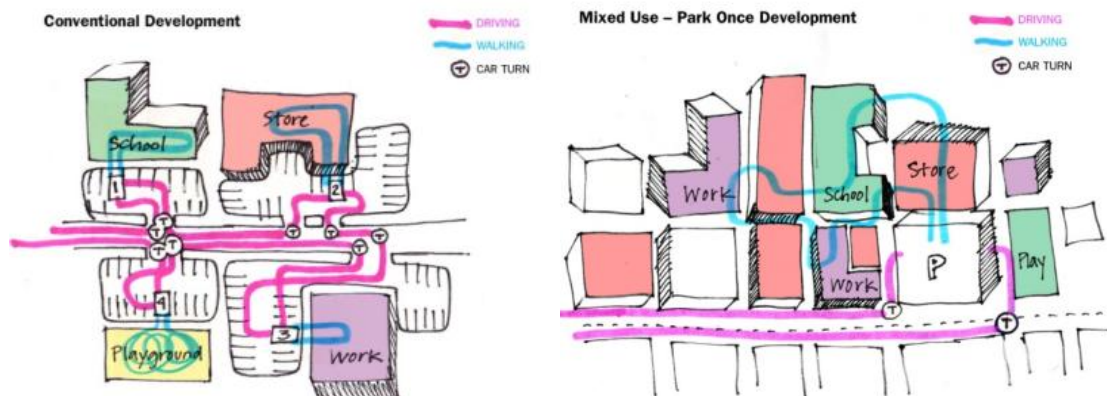 Conventional Development
DRIVING
WALKING
T CAR TURN
School
Store
1
2
T
T
T
T
T
T
T
T
4
3
Playground
Work
Mixed Use – Park Once Development
DRIVING
WALKING
T CAR TURN
Work
School
Store
Work
P
Play
T
T